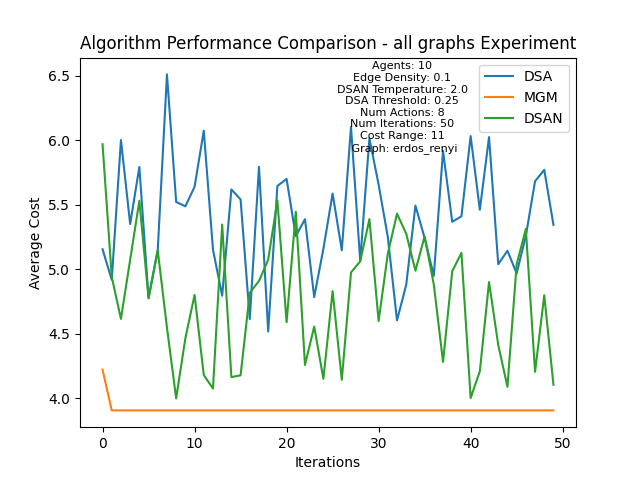 Algorithm Performance Comparison - all graphs Experiment
Agents: 10
Edge Density: 0.1
DSAN Temperature: 2.0
DSA Threshold: 0.25
Num Actions: 8
Num Iterations: 50
Cost Range: 11
Graph: erdos_renyi
DSA
MGM
DSAN
Average Cost
6.5
6.0
5.5
5.0
4.5
4.0
0
10
20
30
40
50
Iterations